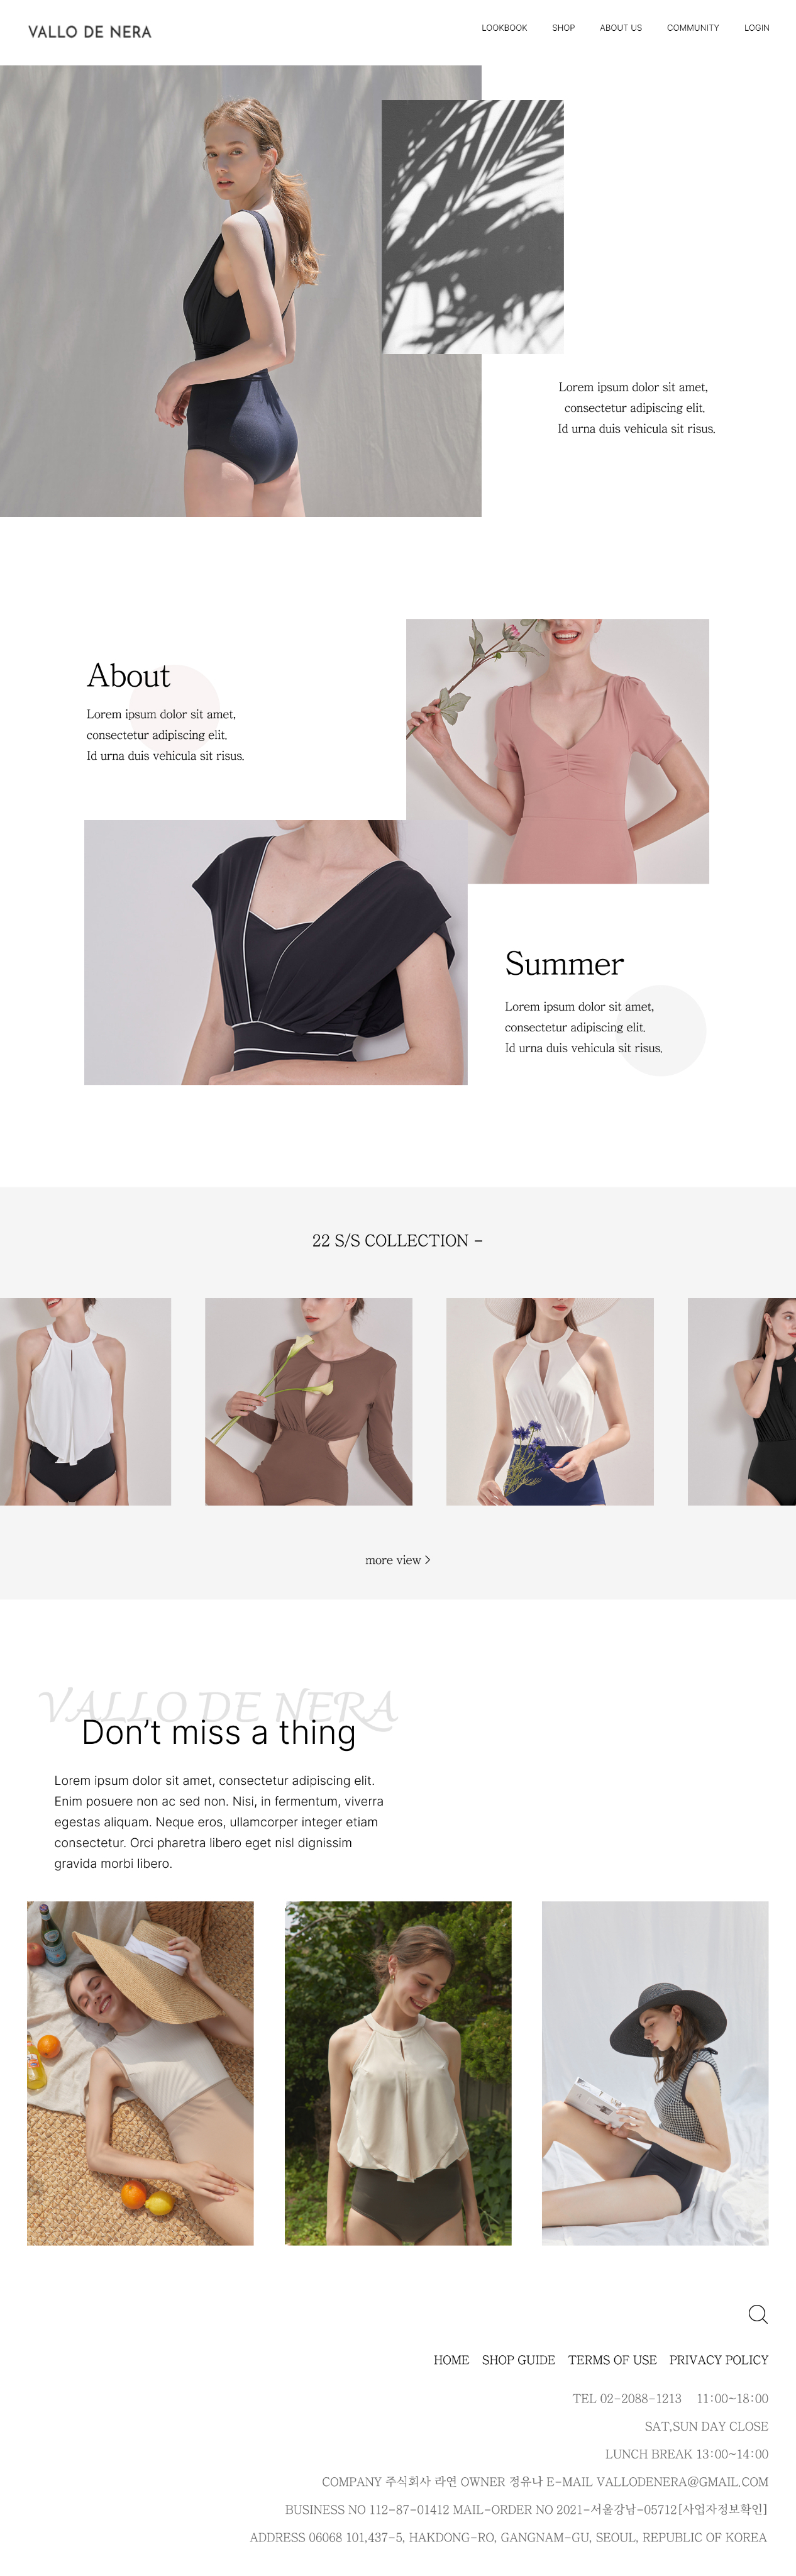 VALLO DE NERA
LOOKBOOK SHOP ABOUT US COMMUNITY LOGIN
Lorem ipsum dolor sit amet,
consectetur adipiscing elit.
Id urna duis vehicula sit risus.
About
Lorem ipsum dolor sit amet,
consectetur adipiscing elit.
Id urna duis vehicula sit risus.
Summer
Lorem ipsum dolor sit amet,
consectetur adipiscing elit.
Id urna duis vehicula sit risus.
22 S/S COLLECTION -
more view >
VALLO DE NERA
Don’t miss a thing
Lorem ipsum dolor sit amet, consectetur adipiscing elit.
Enim posuere non ac sed non. Nisi, in fermentum, viverra
egestas aliquam. Neque eros, ullamcorper integer etiam
consectetur. Orci pharetra libero eget nisl dignissim
gravida morbi libero.
HOME SHOP GUIDE TERMS OF USE PRIVACY POLICY
TEL 02-2088-1213 11:00~18:00
SAT,SUN DAY CLOSE
LUNCH BREAK 13:00~14:00
COMPANY 주식회사 라연 OWNER 정유나 E-MAIL VALLODENERA@GMAIL.COM
BUSINESS NO 112-87-01412 MAIL-ORDER NO 2021-서울강남-05712[사업자정보확인]
ADDRESS 06068 101,437-5, HAKDONG-RO, GANGNAM-GU, SEOUL, REPUBLIC OF KOREA